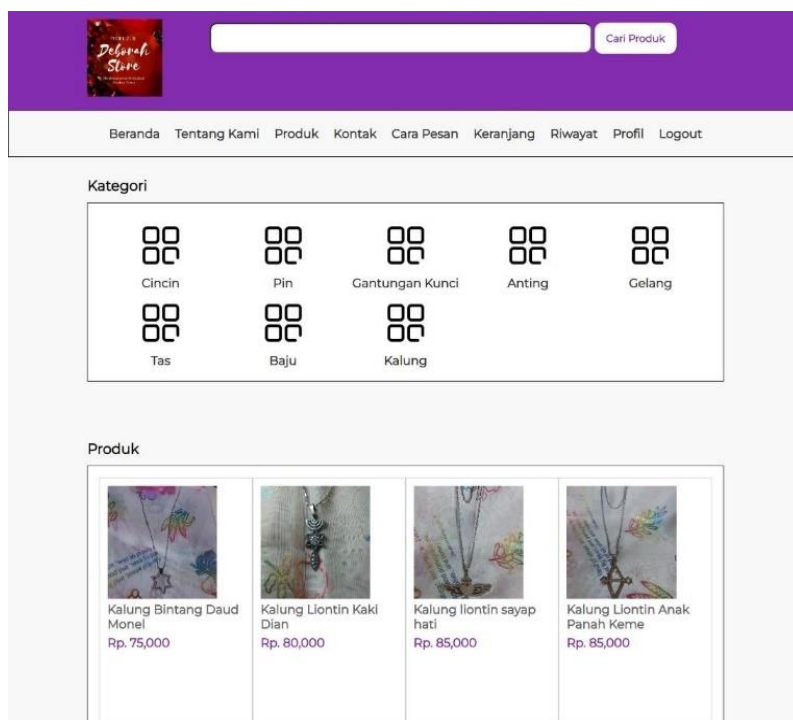 Deborah
Store
Cari Produk
Beranda Tentang Kami Produk Kontak Cara Pesan Keranjang Riwayat Profil Logout
Kategori
Cincin Pin Gantungan Kunci Anting Gelang
Tas Baju Kalung
Produk
Kalung Bintang Daud
Monel
Rp. 75,000
Kalung Liontin Kaki
Dian
Rp. 80,000
Kalung liontin sayap
hati
Rp. 85,000
Kalung Liontin Anak
Panah Keme
Rp. 85,000